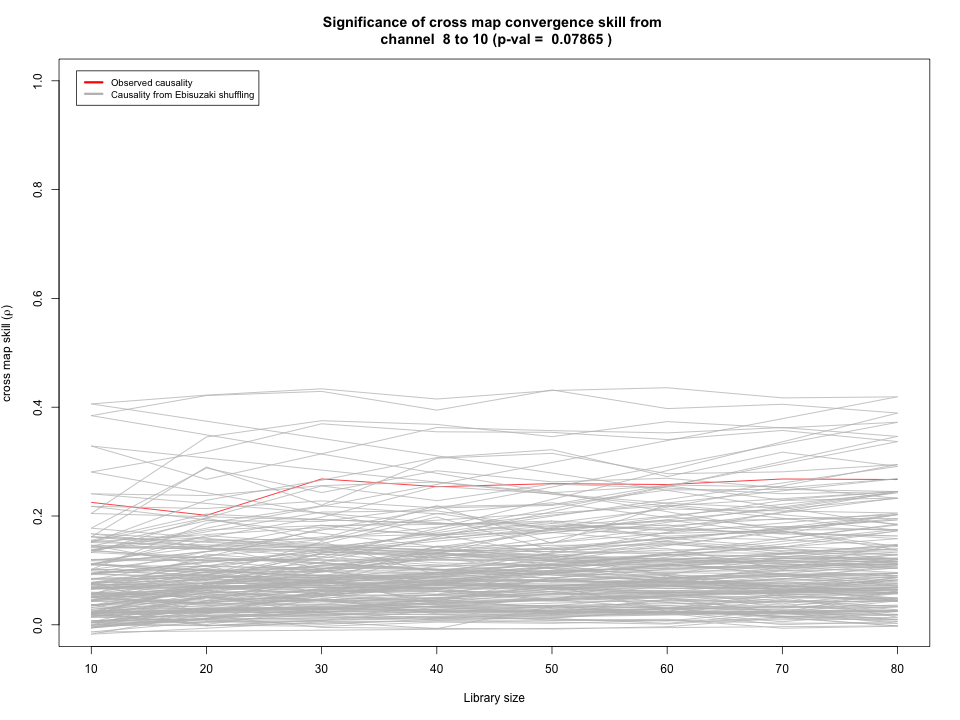 Significance of cross map convergence skill from
channel  8 to 10 (p-val =  0.07865 )
Observed causality
Causality from Ebisuzaki shuffling
1.0
0.8
0.6
0.4
0.2
0.0
cross map skill (ρ)
10 20 30 40 50 60 70 80
Library size